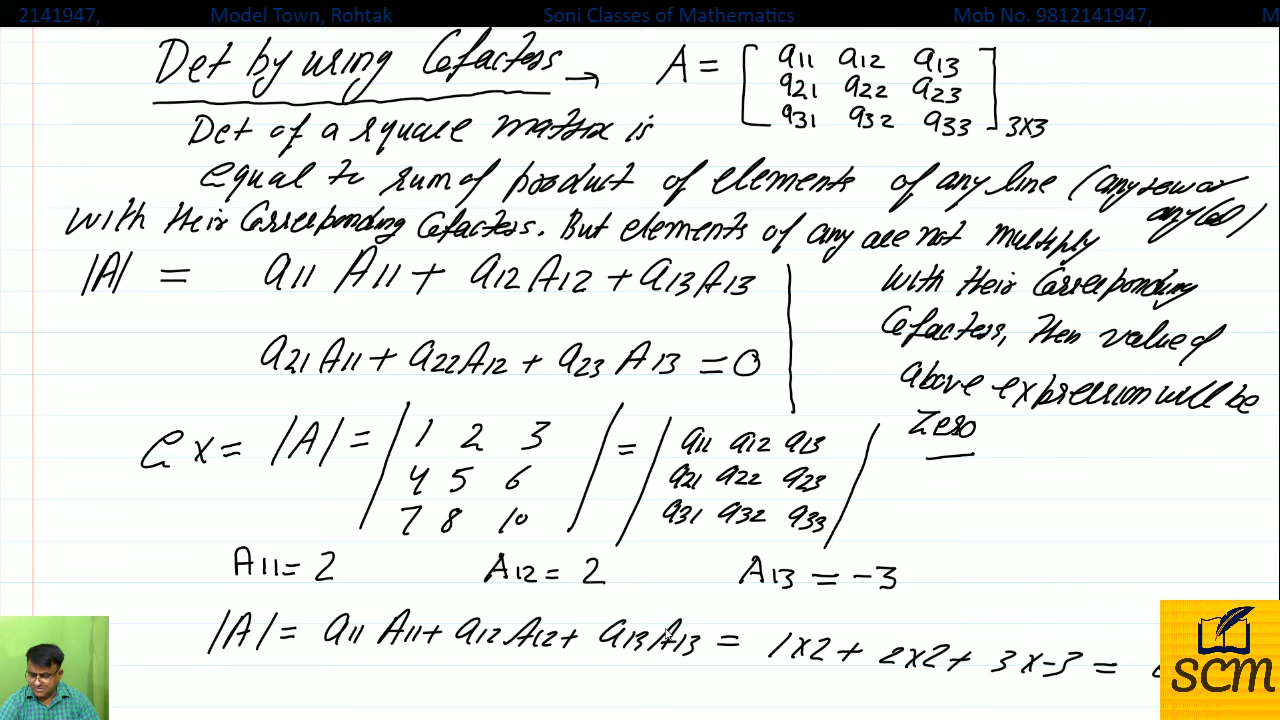 2141947, Model Town, Rohtak Soni Classes of Mathematics Mob No. 9812141947, M
Det by using Cofactors → A = [ a11 a12 a13
a21 a22 a23
a31 a32 a33 ] 3x3
Det of a square matrix is
equal to sum of product of elements of any line (any row or any Col)
with their Corresponding Cofactors. But elements of any are not multiply
with their Corresponding
Cofactors, then value of
above expression will be
Zero
|A| = a11 A11 + a12 A12 + a13 A13
a21 A11 + a22 A12 + a23 A13 = 0
Ex = |A| = | 1 2 3 | = | a11 a12 a13 |
4 5 6 a21 a22 a23
7 8 10 a31 a32 a33
A11 = 2 A12 = 2 A13 = -3
|A| = a11 A11 + a12 A12 + a13 A13 = 1x2 + 2x2 + 3x-3 =
SCM